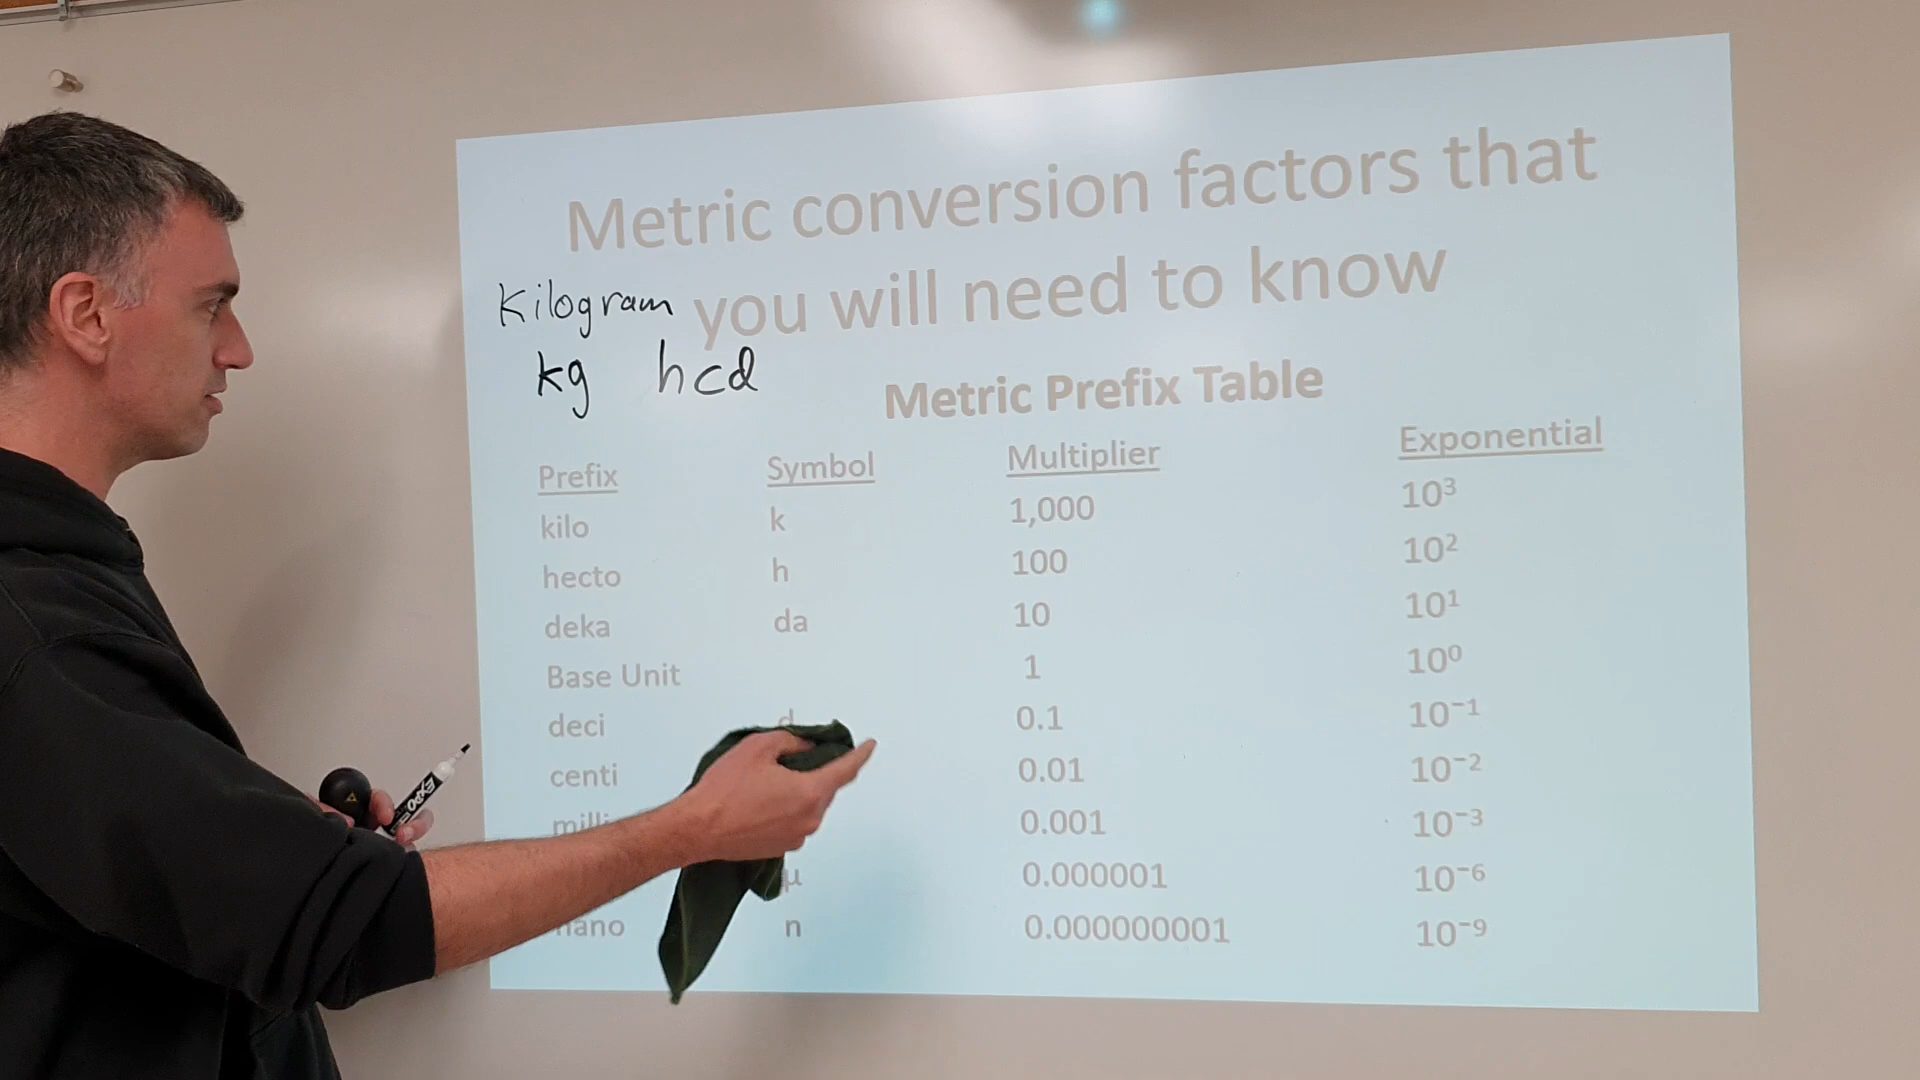 Metric conversion factors that
Kilogram you will need to know
kg hcd
Metric Prefix Table
Prefix Symbol Multiplier Exponential
kilo k 1,000 10³
hecto h 100 10²
deka da 10 10¹
Base Unit 1 10⁰
deci d 0.1 10⁻¹
centi 0.01 10⁻²
milli 0.001 10⁻³
μ 0.000001 10⁻⁶
nano n 0.000000001 10⁻⁹
EXPO